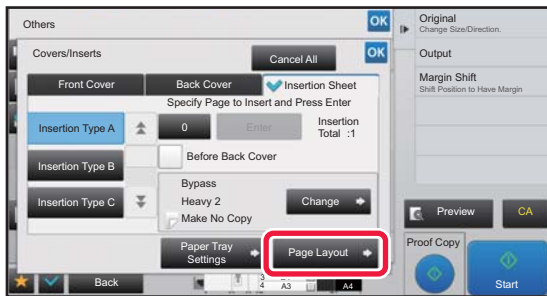 Others
OK
Covers/Inserts
Cancel All
OK
Front Cover
Back Cover
Insertion Sheet
Specify Page to Insert and Press Enter
Insertion Type A
0
Enter
Insertion
Total :1
Before Back Cover
Insertion Type B
Bypass
Heavy 2
Make No Copy
Insertion Type C
Change
Paper Tray
Settings
Page Layout
Back
3
4
A3
A4
Original
Change Size/Direction.
Output
Margin Shift
Shift Position to Have Margin
Preview
CA
Proof Copy
Start